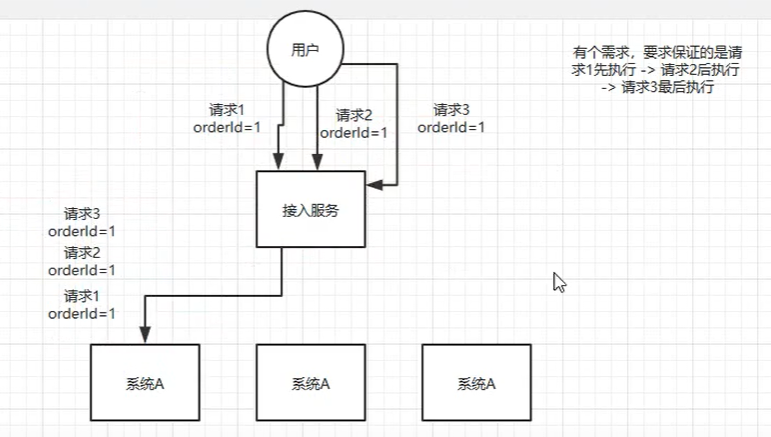 用户
有个需求，要求保证的是请
求1先执行 -> 请求2后执行
-> 请求3最后执行
请求1
orderId=1
请求2
orderId=1
请求3
orderId=1
接入服务
请求3
orderId=1
请求2
orderId=1
请求1
orderId=1
系统A
系统A
系统A